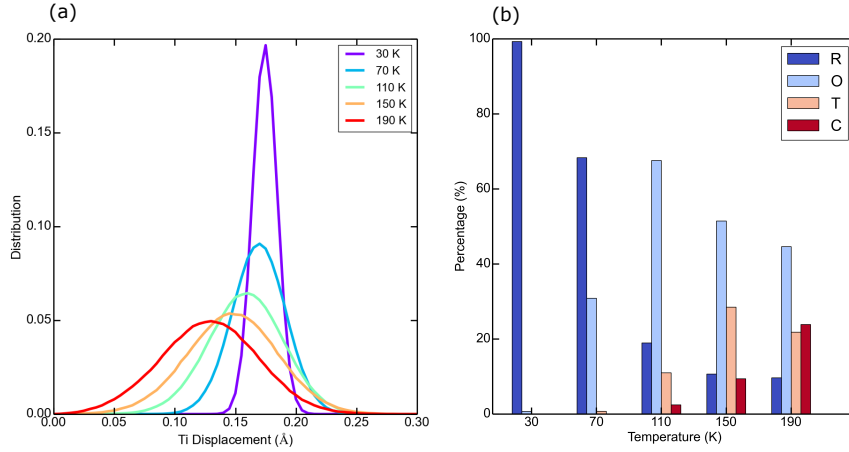 (a)
0.20
0.15
0.10
0.05
0.00
Distribution
30 K
70 K
110 K
150 K
190 K
0.00 0.05 0.10 0.15 0.20 0.25 0.30
Ti Displacement (Å)
(b)
100
80
60
40
20
0
Percentage (%)
R
O
T
C
30 70 110 150 190
Temperature (K)